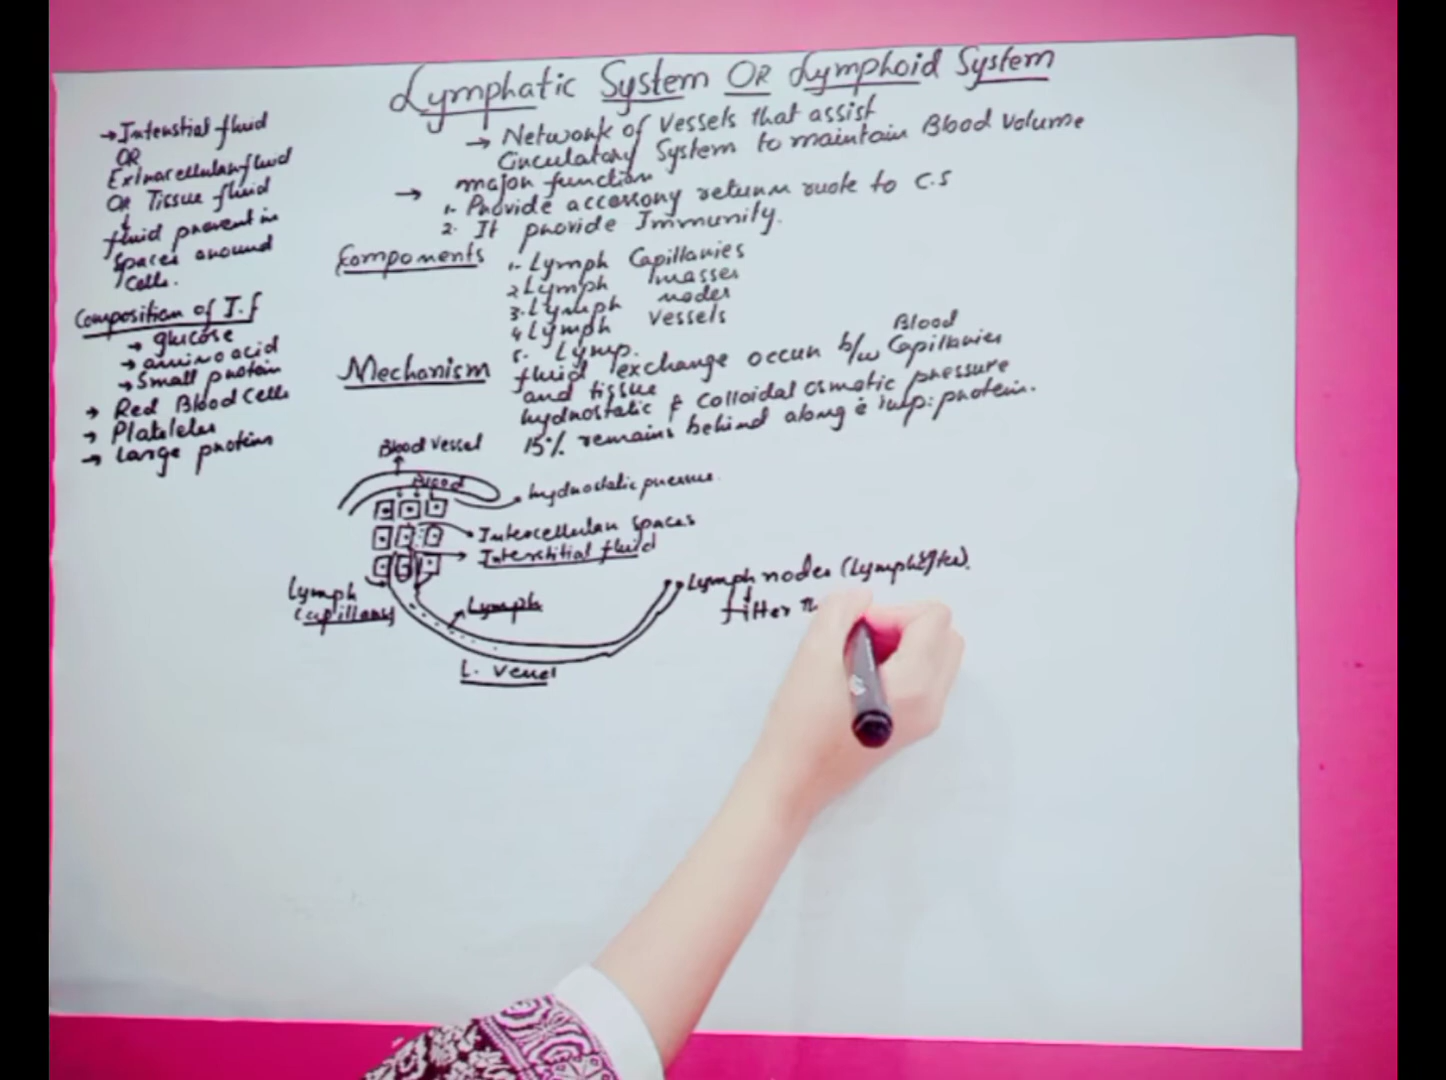 Lymphatic System OR Lymphoid System
→ Network of Vessels that assist
Circulatory System to maintain Blood Volume
→ major function
1. Provide accessory return route to C.S
2. It provide Immunity.
Components
1. Lymph Capillaries
2. Lymph masses
3. Lymph nodes
4 Lymph Vessels
5. Lymp.
Mechanism
fluid exchange occur b/w Blood Capillaries
and tissue
hydrostatic & Colloidal osmotic pressure
15% remains behind along imp: protein.
→ Interstial fluid
OR
Extracellular fluid
OR Tissue fluid
↓
fluid present in
spaces around
cells.
Composition of I.f
→ glucose
→ amino acid
→ Small protein
→ Red Blood Cells
→ Plateletes
→ Large protein
Blood Vessel
Blood
hydrostatic pressure
Intercellular spaces
Interstitial fluid
Lymph
Capillary
Lymph
L. Vessel
Lymph nodes
↓
filter